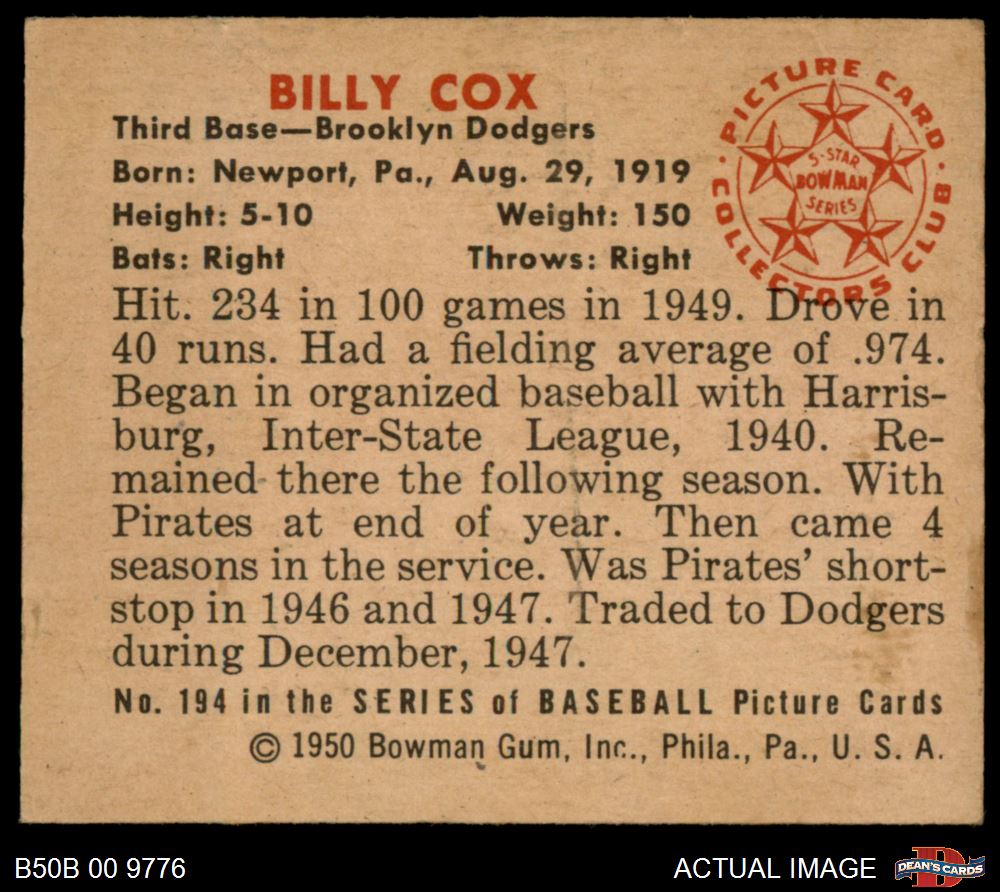 BILLY COX
Third Base—Brooklyn Dodgers
Born: Newport, Pa., Aug. 29, 1919
Height: 5-10 Weight: 150
Bats: Right Throws: Right
PICTURE CARD COLLECTORS CLUB
5-STAR
BOWMAN
SERIES
Hit. 234 in 100 games in 1949. Drove in
40 runs. Had a fielding average of .974.
Began in organized baseball with Harris-
burg, Inter-State League, 1940. Re-
mained there the following season. With
Pirates at end of year. Then came 4
seasons in the service. Was Pirates' short-
stop in 1946 and 1947. Traded to Dodgers
during December, 1947.
No. 194 in the SERIES of BASEBALL Picture Cards
© 1950 Bowman Gum, Inc., Phila., Pa., U. S. A.
B50B 00 9776
ACTUAL IMAGE
D
DEAN'S CARDS